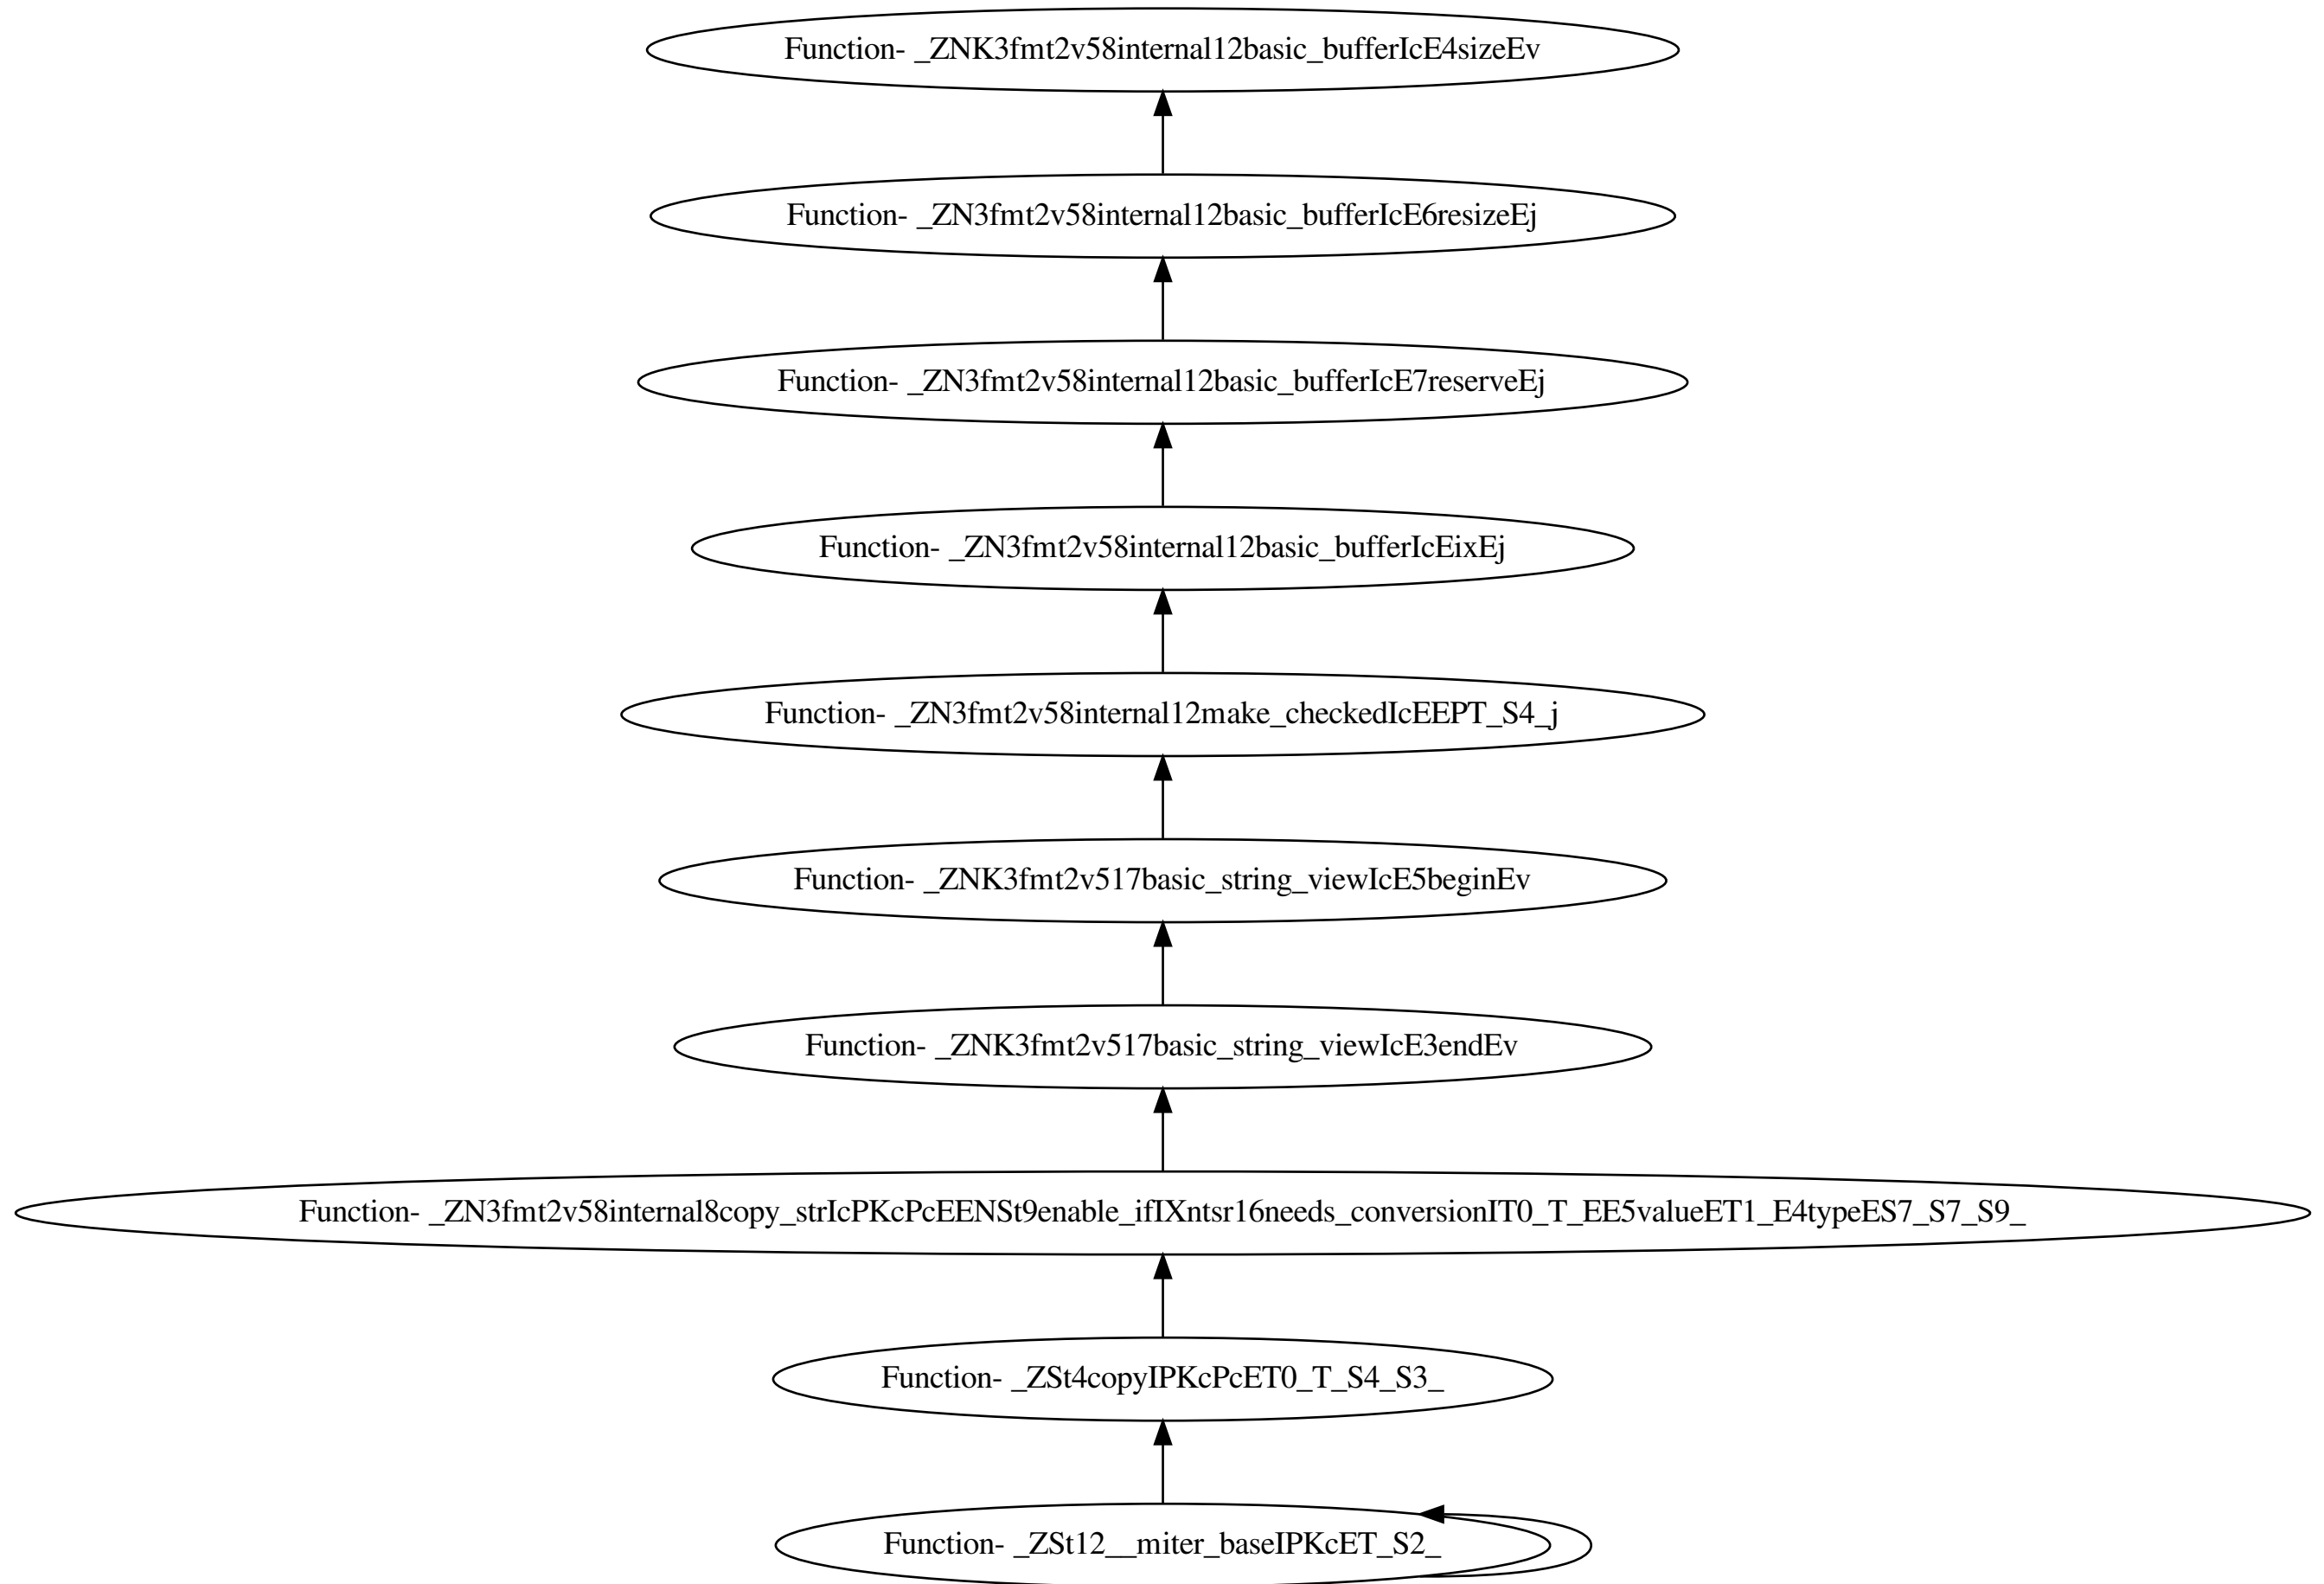 Function- _ZNK3fmt2v58internal12basic_bufferIcE4sizeEv
Function- _ZN3fmt2v58internal12basic_bufferIcE6resizeEj
Function- _ZN3fmt2v58internal12basic_bufferIcE7reserveEj
Function- _ZN3fmt2v58internal12basic_bufferIcEixEj
Function- _ZN3fmt2v58internal12make_checkedIcEEPT_S4_j
Function- _ZNK3fmt2v517basic_string_viewIcE5beginEv
Function- _ZNK3fmt2v517basic_string_viewIcE3endEv
Function- _ZN3fmt2v58internal8copy_strIcPKcPcEENSt9enable_ifIXntsr16needs_conversionIT0_T_EE5valueET1_E4typeES7_S7_S9_
Function- _ZSt4copyIPKcPcET0_T_S4_S3_
Function- _ZSt12__miter_baseIPKcET_S2_